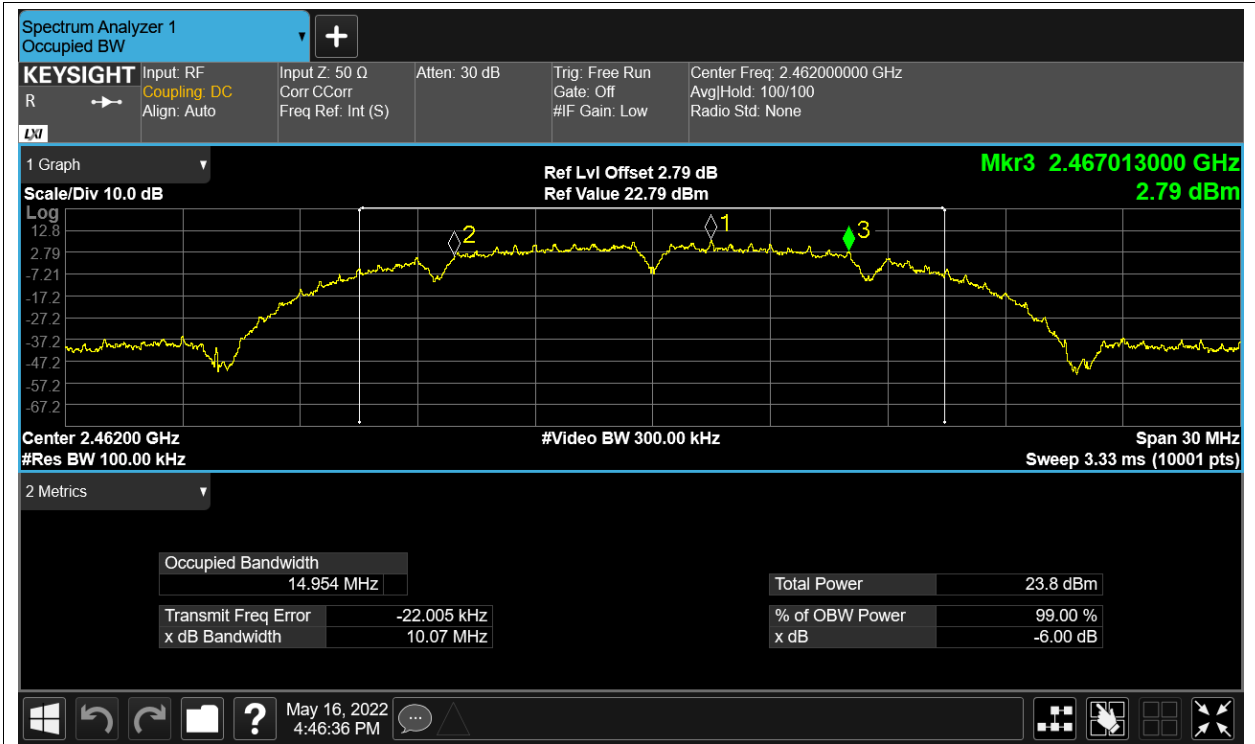 Spectrum Analyzer 1
Occupied BW
KEYSIGHT
R
LXI
Input: RF
Coupling: DC
Align: Auto
Input Z: 50 Ω
Corr CCorr
Freq Ref: Int (S)
Atten: 30 dB
Trig: Free Run
Gate: Off
#IF Gain: Low
Center Freq: 2.462000000 GHz
Avg|Hold: 100/100
Radio Std: None
1 Graph
Ref Lvl Offset 2.79 dB
Mkr3 2.467013000 GHz
Scale/Div 10.0 dB
Ref Value 22.79 dBm
2.79 dBm
Log
12.8
2.79
-7.21
-17.2
-27.2
-37.2
-47.2
-57.2
-67.2
2
1
3
Center 2.46200 GHz
#Video BW 300.00 kHz
Span 30 MHz
#Res BW 100.00 kHz
Sweep 3.33 ms (10001 pts)
2 Metrics
Occupied Bandwidth
14.954 MHz
Total Power 23.8 dBm
Transmit Freq Error -22.005 kHz
% of OBW Power 99.00 %
x dB Bandwidth 10.07 MHz
x dB -6.00 dB
?
May 16, 2022
4:46:36 PM